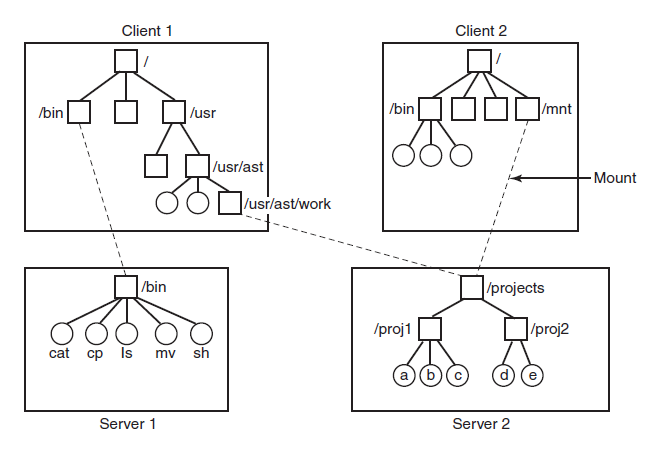 Client 1
Client 2
/
/
/bin
/usr
/bin
/mnt
/usr/ast
Mount
/usr/ast/work
/bin
/projects
/proj1
/proj2
cat
cp
ls
mv
sh
a
b
c
d
e
Server 1
Server 2